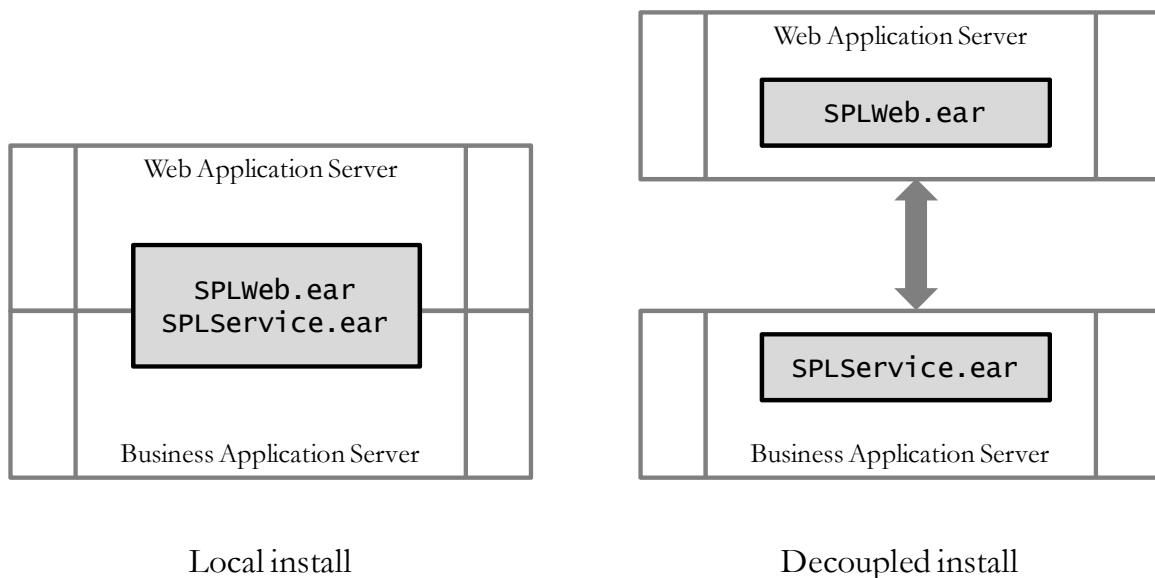 Web Application Server
SPLWeb.ear
SPLService.ear
Business Application Server
Local install
Web Application Server
SPLWeb.ear
SPLService.ear
Business Application Server
Decoupled install